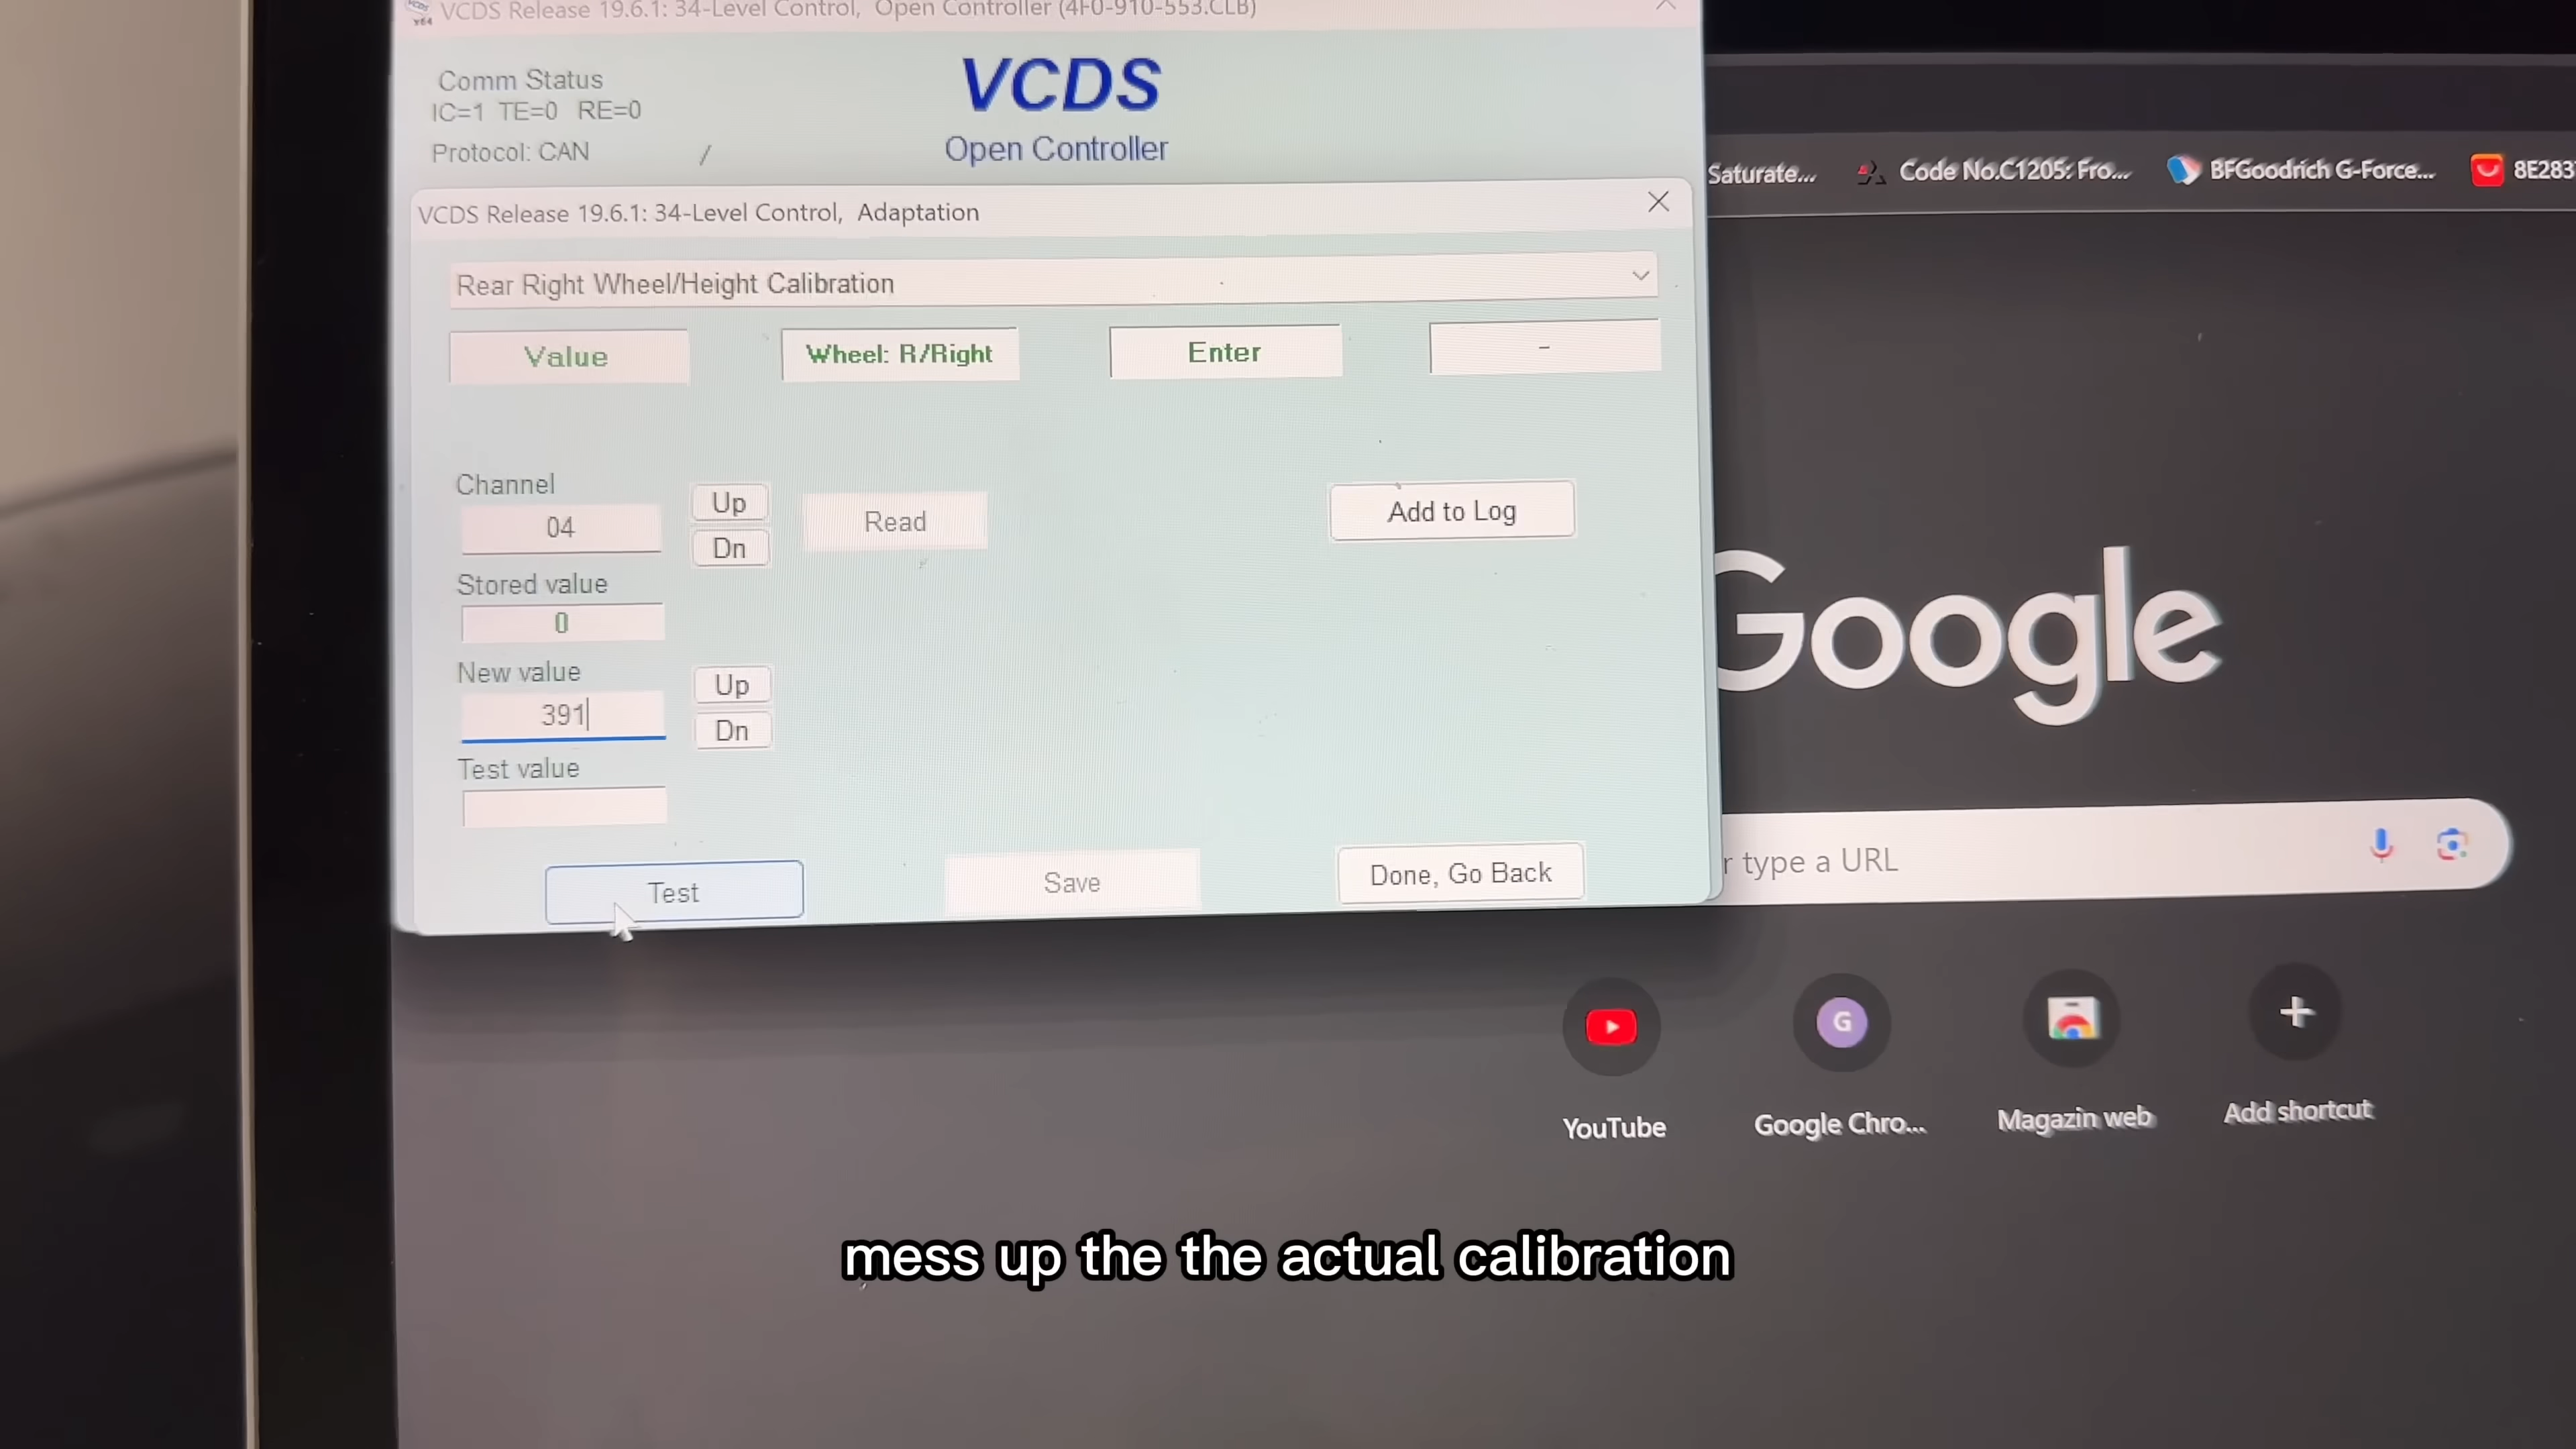 VCDS Release 19.6.1: 34-Level Control, Open Controller (4F0-910-553.CLB)
Comm Status
IC=1 TE=0 RE=0
Protocol: CAN /
VCDS
Open Controller
Saturate...
Code No.C1205: Fro...
BFGoodrich G-Force...
8E283
VCDS Release 19.6.1: 34-Level Control, Adaptation
Rear Right Wheel/Height Calibration
Value
Wheel: R/Right
Enter
-
Channel
04
Up
Dn
Read
Add to Log
Stored value
0
New value
391
Up
Dn
Test value
Test
Save
Done, Go Back
Google
r type a URL
G
YouTube
Google Chro...
Magazin web
Add shortcut
mess up the the actual calibration